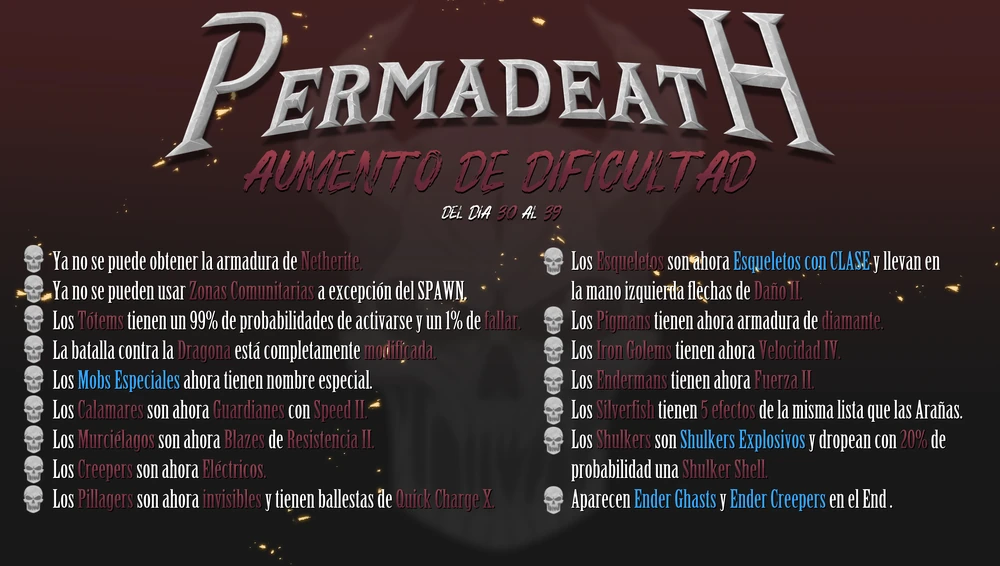 PERMADEATH
AUMENTO DE DIFICULTAD
DEL DIA 30 AL 39
Ya no se puede obtener la armadura de Netherite.
Ya no se pueden usar Zonas Comunitarias a excepción del SPAWN.
Los Tótems tienen un 99% de probabilidades de activarse y un 1% de fallar.
La batalla contra la Dragona está completamente modificada.
Los Mobs Especiales ahora tienen nombre especial.
Los Calamares son ahora Guardianes con Speed II.
Los Murciélagos son ahora Blazes de Resistencia II.
Los Creepers son ahora Eléctricos.
Los Pillagers son ahora invisibles y tienen ballestas de Quick Charge X.
Los Esqueletos son ahora Esqueletos con CLASE y llevan en
la mano izquierda flechas de Daño II.
Los Pigmans tienen ahora armadura de diamante.
Los Iron Golems tienen ahora Velocidad IV.
Los Endermans tienen ahora Fuerza II.
Los Silverfish tienen 5 efectos de la misma lista que las Arañas.
Los Shulkers son Shulkers Explosivos y dropean con 20% de
probabilidad una Shulker Shell.
Aparecen Ender Ghasts y Ender Creepers en el End .